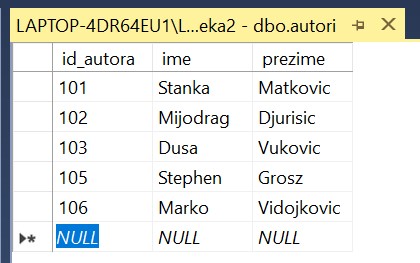 LAPTOP-4DR64EU1\L...eka2 - dbo.autori
id_autora ime prezime
101 Stanka Matkovic
102 Mijodrag Djurisic
103 Dusa Vukovic
105 Stephen Grosz
106 Marko Vidojkovic
NULL NULL NULL